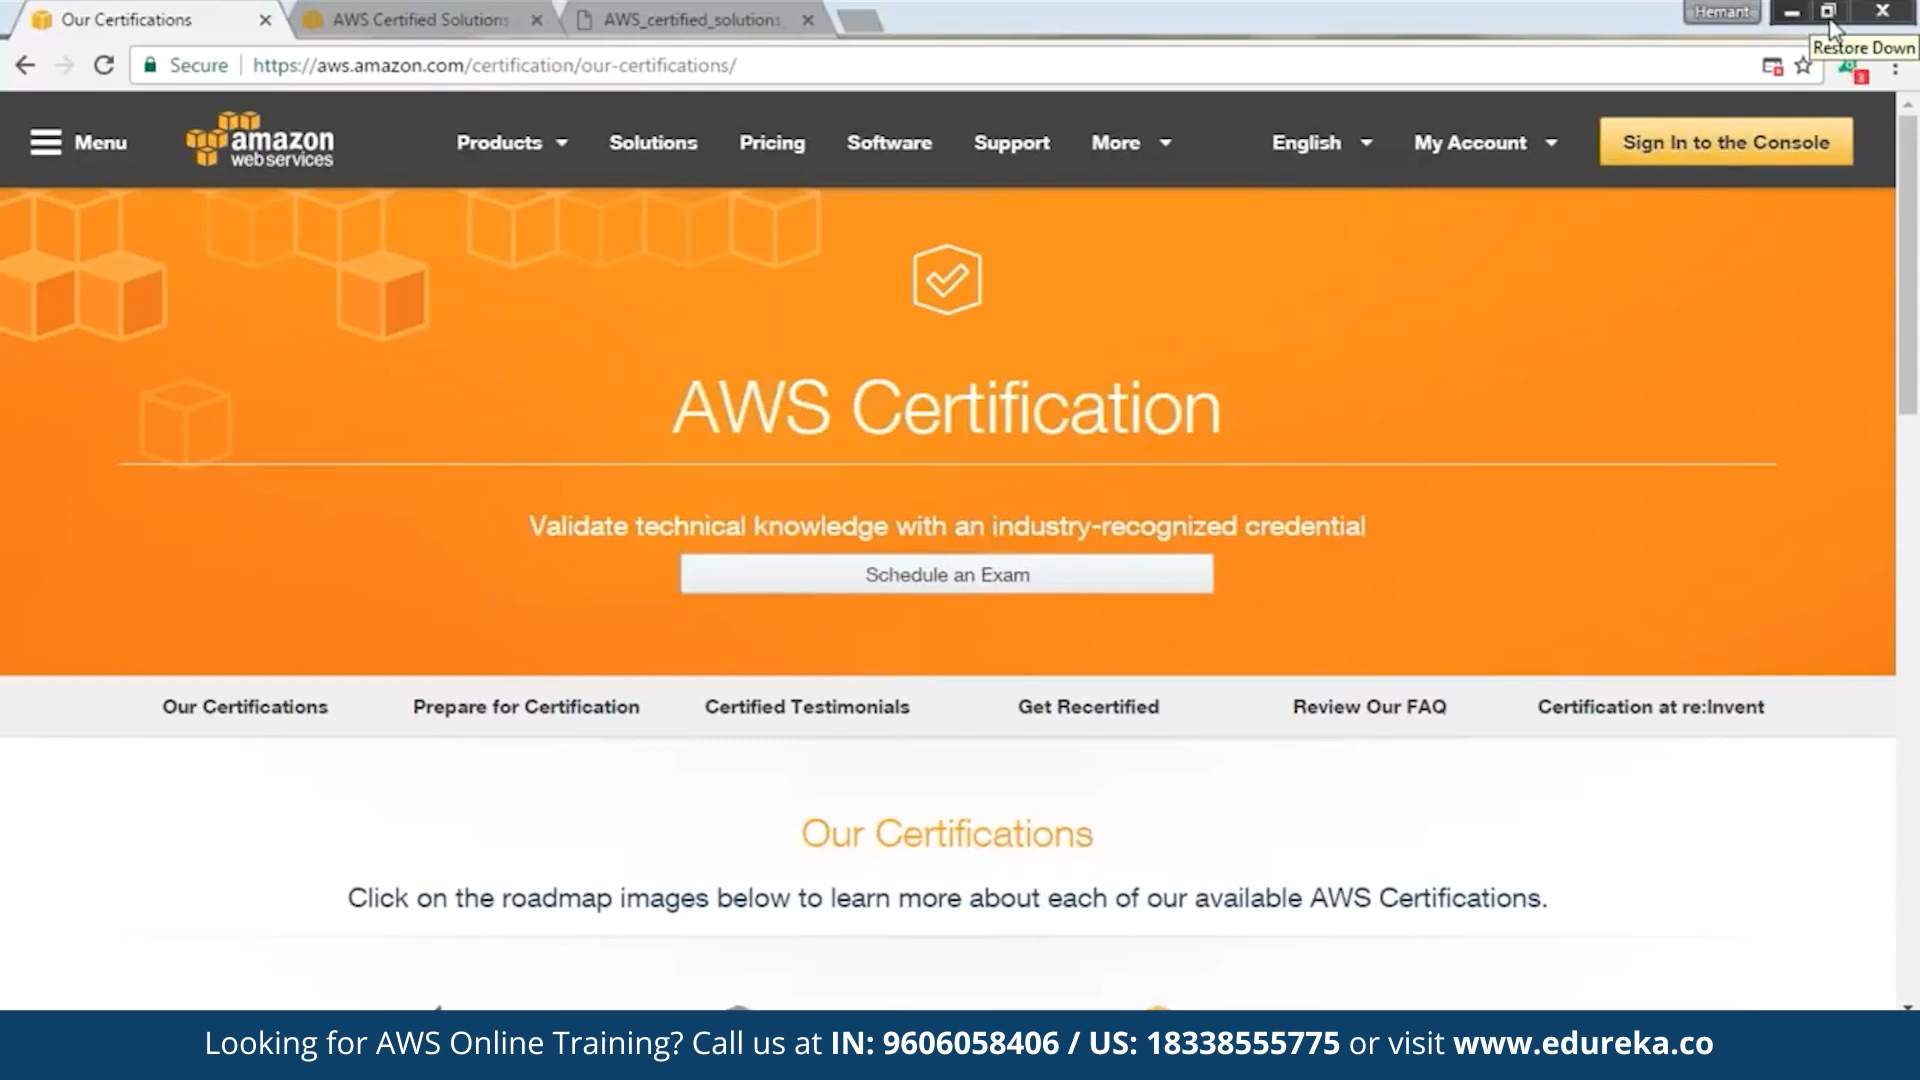 Our Certifications
AWS Certified Solutions
AWS_certified_solutions_
Hemant
Restore Down
Secure
https://aws.amazon.com/certification/our-certifications/
Menu
amazon
webservices
Products
Solutions
Pricing
Software
Support
More
English
My Account
Sign In to the Console
AWS Certification
Validate technical knowledge with an industry-recognized credential
Schedule an Exam
Our Certifications
Prepare for Certification
Certified Testimonials
Get Recertified
Review Our FAQ
Certification at re:Invent
Our Certifications
Click on the roadmap images below to learn more about each of our available AWS Certifications.
Looking for AWS Online Training? Call us at IN: 9606058406 / US: 18338555775 or visit www.edureka.co